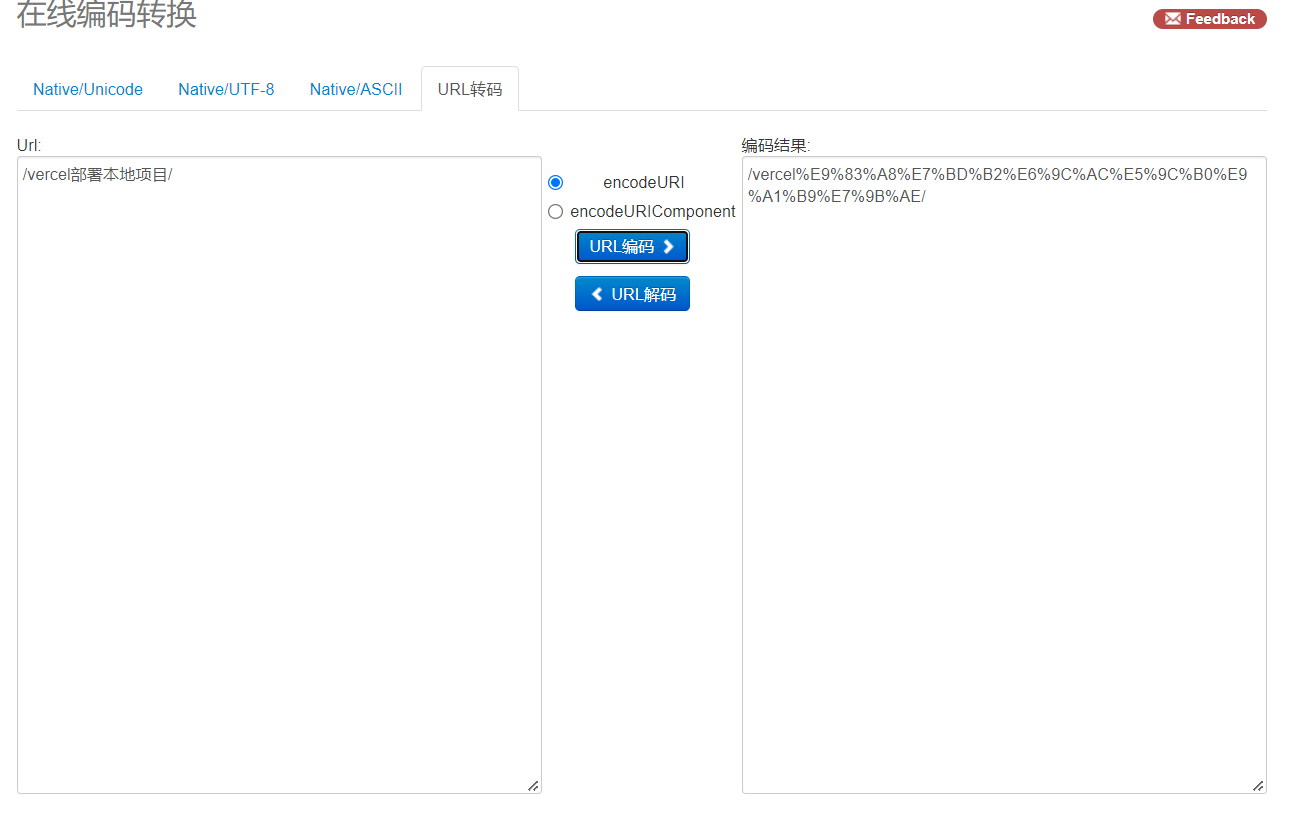 在线编码转换
Feedback
Native/Unicode Native/UTF-8 Native/ASCII URL转码
Url:
/vercel部署本地项目/
encodeURI
encodeURIComponent
URL编码
URL解码
编码结果:
/vercel%E9%83%A8%E7%BD%B2%E6%9C%AC%E5%9C%B0%E9
%A1%B9%E7%9B%AE/